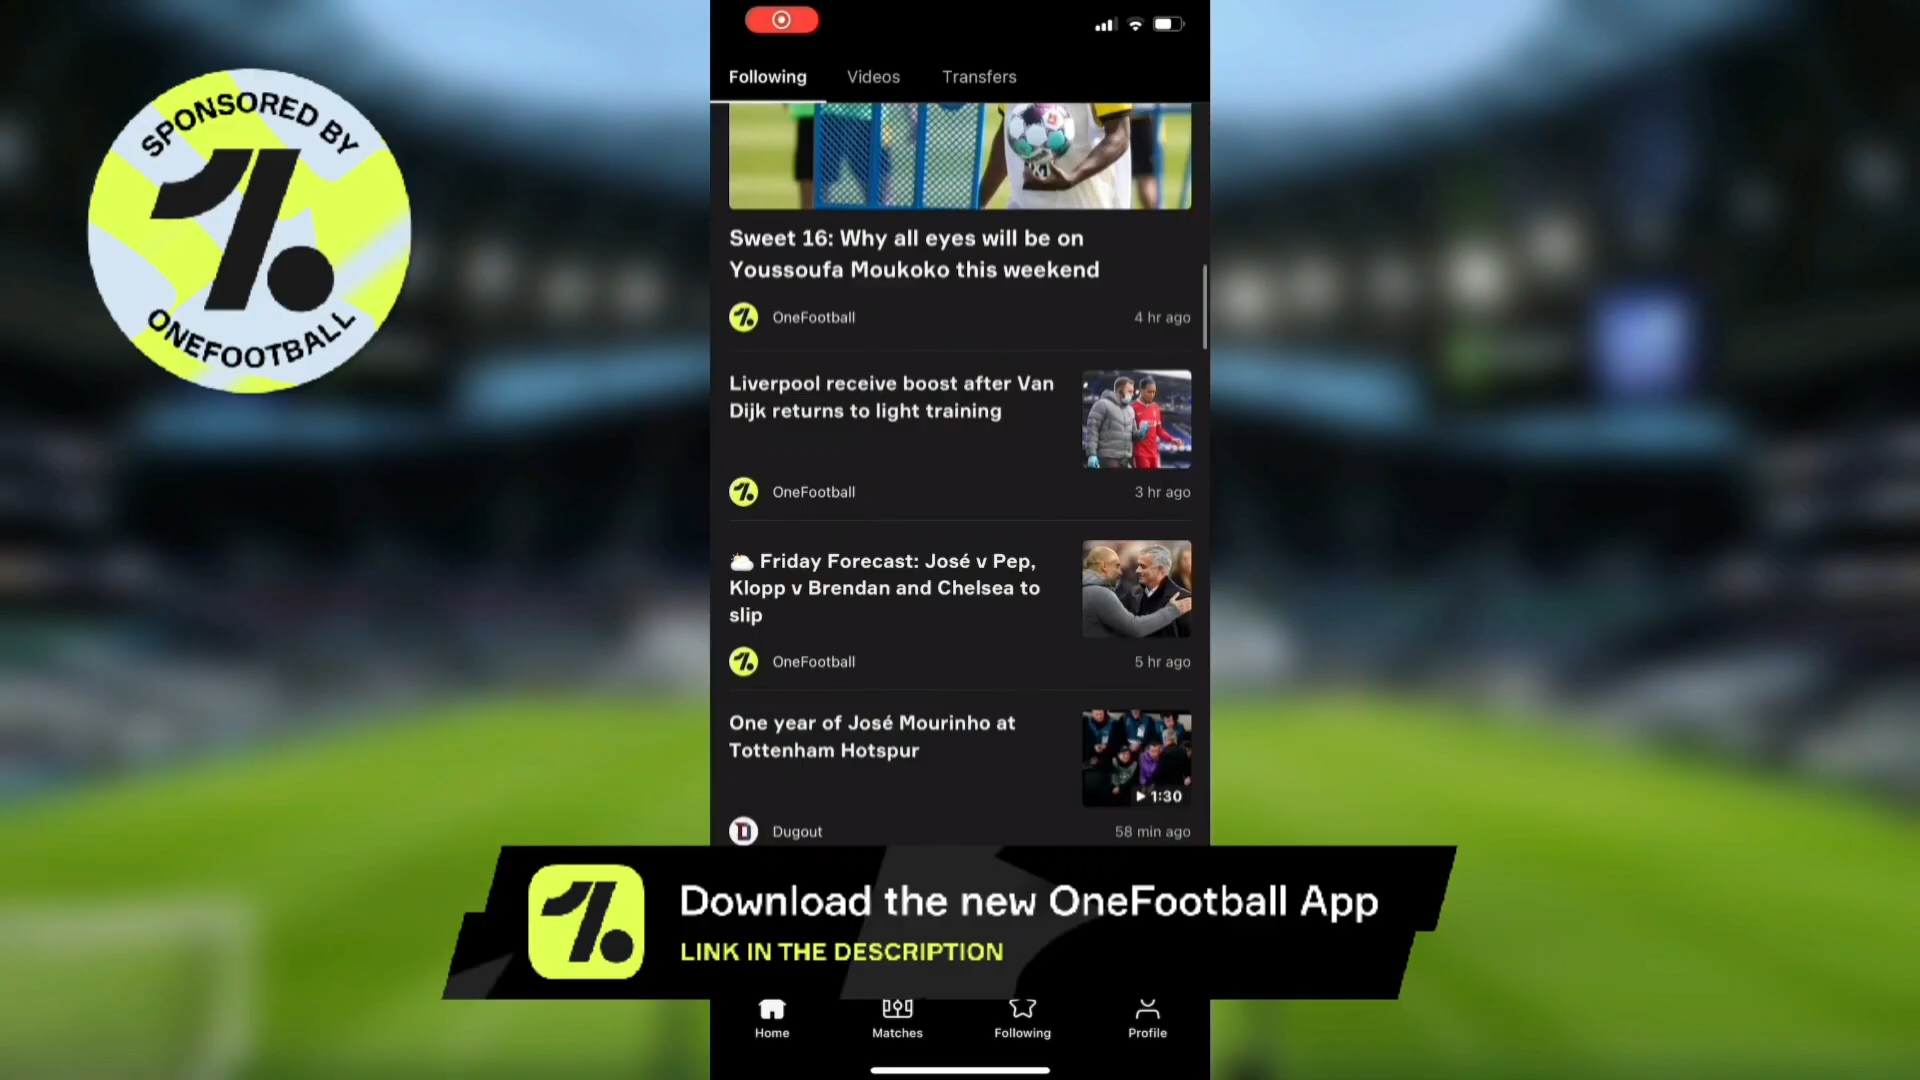 SPONSORED BY
ONEFOOTBALL
Following Videos Transfers
Sweet 16: Why all eyes will be on
Youssoufa Moukoko this weekend
OneFootball 4 hr ago
Liverpool receive boost after Van
Dijk returns to light training
OneFootball 3 hr ago
🌥️ Friday Forecast: José v Pep,
Klopp v Brendan and Chelsea to
slip
OneFootball 5 hr ago
One year of José Mourinho at
Tottenham Hotspur
1:30
Dugout 58 min ago
Download the new OneFootball App
LINK IN THE DESCRIPTION
Home Matches Following Profile